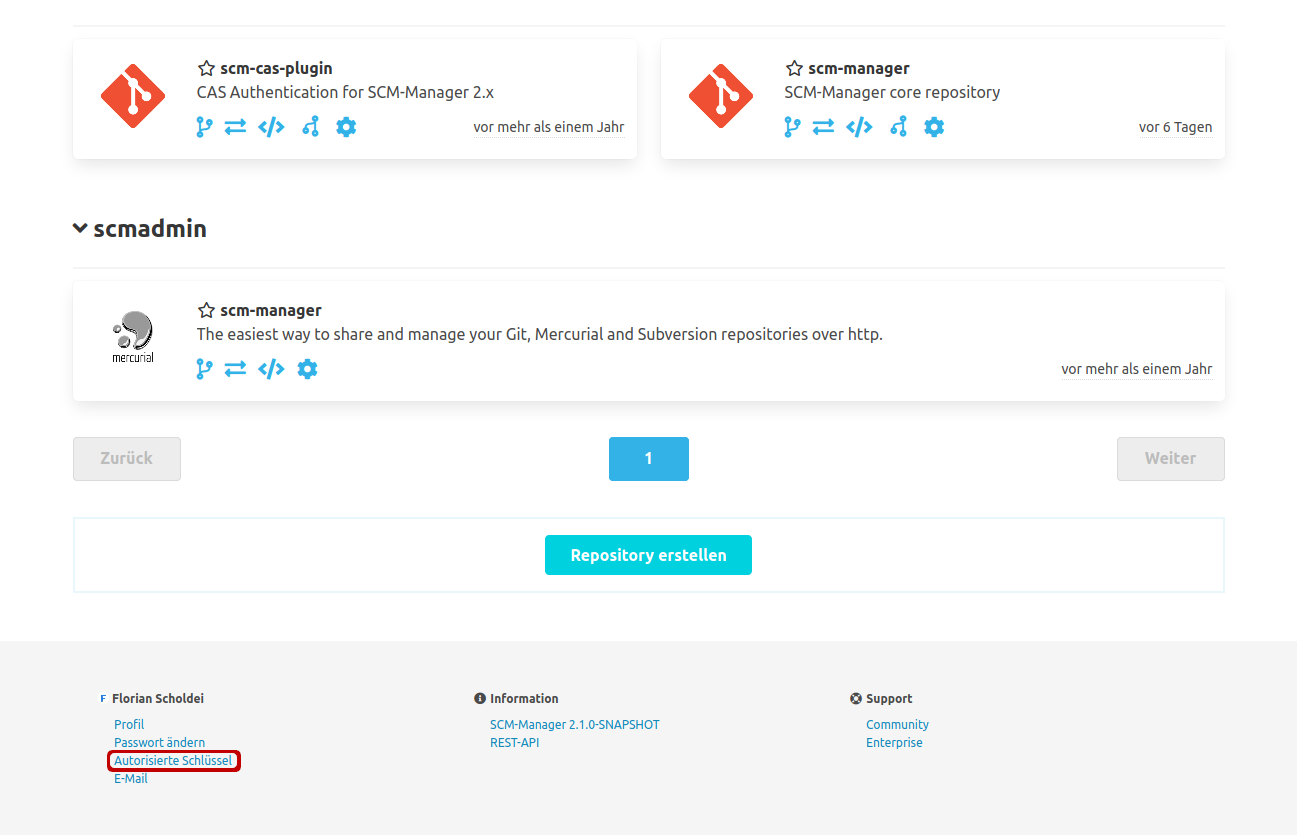 scm-cas-plugin
CAS Authentication for SCM-Manager 2.x
vor mehr als einem Jahr
scm-manager
SCM-Manager core repository
vor 6 Tagen
scmadmin
mercurial
scm-manager
The easiest way to share and manage your Git, Mercurial and Subversion repositories over http.
vor mehr als einem Jahr
Zurück
1
Weiter
Repository erstellen
F Florian Scholdei
Profil
Passwort ändern
Autorisierte Schlüssel
E-Mail
Information
SCM-Manager 2.1.0-SNAPSHOT
REST-API
Support
Community
Enterprise